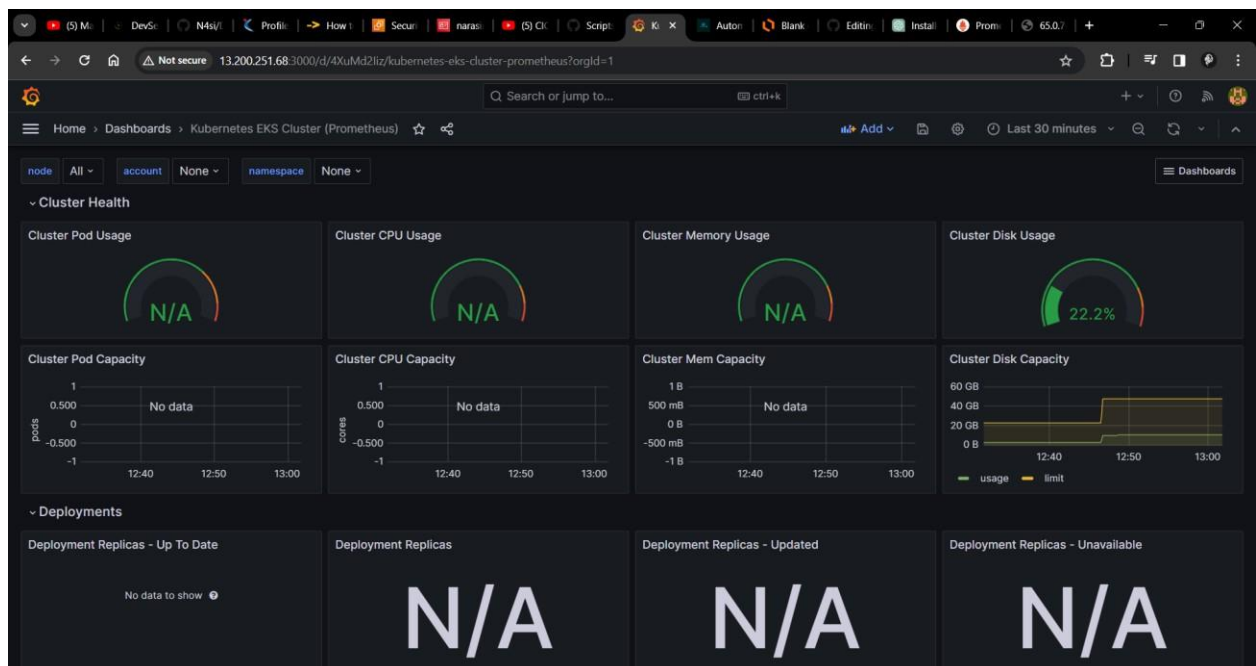 (5) Ma DevSe N4si/ Profile How t Securi naras (5) CIC Script Ku Autom Blank Editin Install Prome 65.0.7
Not secure 13.200.251.68:3000/d/4XuMd2Iiz/kubernetes-eks-cluster-prometheus?orgId=1
Search or jump to... ctrl+k
Home > Dashboards > Kubernetes EKS Cluster (Prometheus) Add Last 30 minutes
node All account None namespace None Dashboards
Cluster Health
Cluster Pod Usage Cluster CPU Usage Cluster Memory Usage Cluster Disk Usage
N/A N/A N/A 22.2%
Cluster Pod Capacity Cluster CPU Capacity Cluster Mem Capacity Cluster Disk Capacity
1 1 1 B 60 GB
0.500 No data 0.500 No data 500 mB No data 40 GB
pods 0 cores 0 0 B 20 GB
-0.500 -0.500 -500 mB 0 B
-1 -1 -1 B 12:40 12:50 13:00
12:40 12:50 13:00 12:40 12:50 13:00 12:40 12:50 13:00 usage limit
Deployments
Deployment Replicas - Up To Date Deployment Replicas Deployment Replicas - Updated Deployment Replicas - Unavailable
No data to show N/A N/A N/A